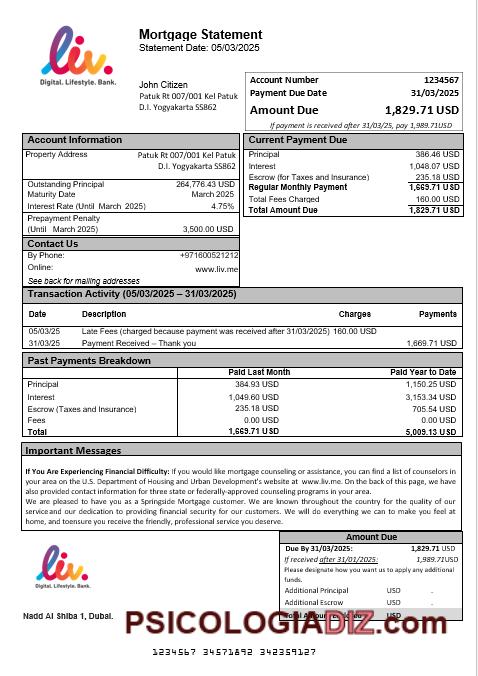 liv.
Digital. Lifestyle. Bank.
Mortgage Statement
Statement Date: 05/03/2025
John Citizen
Patuk Rt 007/001 Kel Patuk
D.I. Yogyakarta SS862
Account Number 1234567
Payment Due Date 31/03/2025
Amount Due 1,829.71 USD
If payment is received after 31/03/25, pay 1,989.71USD
Account Information
Property Address Patuk Rt 007/001 Kel Patuk
D.I. Yogyakarta SS862
Outstanding Principal 264,776.43 USD
Maturity Date March 2025
Interest Rate (Until March 2025) 4.75%
Prepayment Penalty
(Until March 2025) 3,500.00 USD
Current Payment Due
Principal 386.46 USD
Interest 1,048.07 USD
Escrow (for Taxes and Insurance) 235.18 USD
Regular Monthly Payment 1,669.71 USD
Total Fees Charged 160.00 USD
Total Amount Due 1,829.71 USD
Contact Us
By Phone: +971600521212
Online: www.liv.me
See back for mailing addresses
Transaction Activity (05/03/2025 – 31/03/2025)
Date Description Charges Payments
05/03/25 Late Fees (charged because payment was received after 31/03/2025) 160.00 USD
31/03/25 Payment Received – Thank you 1,669.71 USD
Past Payments Breakdown
Paid Last Month Paid Year to Date
Principal 384.93 USD 1,150.25 USD
Interest 1,049.60 USD 3,153.34 USD
Escrow (Taxes and Insurance) 235.18 USD 705.54 USD
Fees 0.00 USD 0.00 USD
Total 1,669.71 USD 5,009.13 USD
Important Messages
If You Are Experiencing Financial Difficulty: If you would like mortgage counseling or assistance, you can find a list of counselors in
your area on the U.S. Department of Housing and Urban Development's website at www.liv.me. On the back of this page, we have
also provided contact information for three state or federally-approved counseling programs in your area.
We are pleased to have you as a Springside Mortgage customer. We are known throughout the country for the quality of our
service and our dedication to providing financial security for our customers. We will do everything we can to make you feel at
home, and to ensure you receive the friendly, professional service you deserve.
liv.
Digital. Lifestyle. Bank.
Nadd Al Shiba 1, Dubai.
Amount Due
Due By 31/03/2025: 1,829.71 USD
If received after 31/01/2025: 1,989.71USD
Please designate how you want us to apply any additional
funds.
Additional Principal USD .
Additional Escrow USD .
Total Amount USD
PSICOLOGIADIZ.com
1234567 34571892 342359127